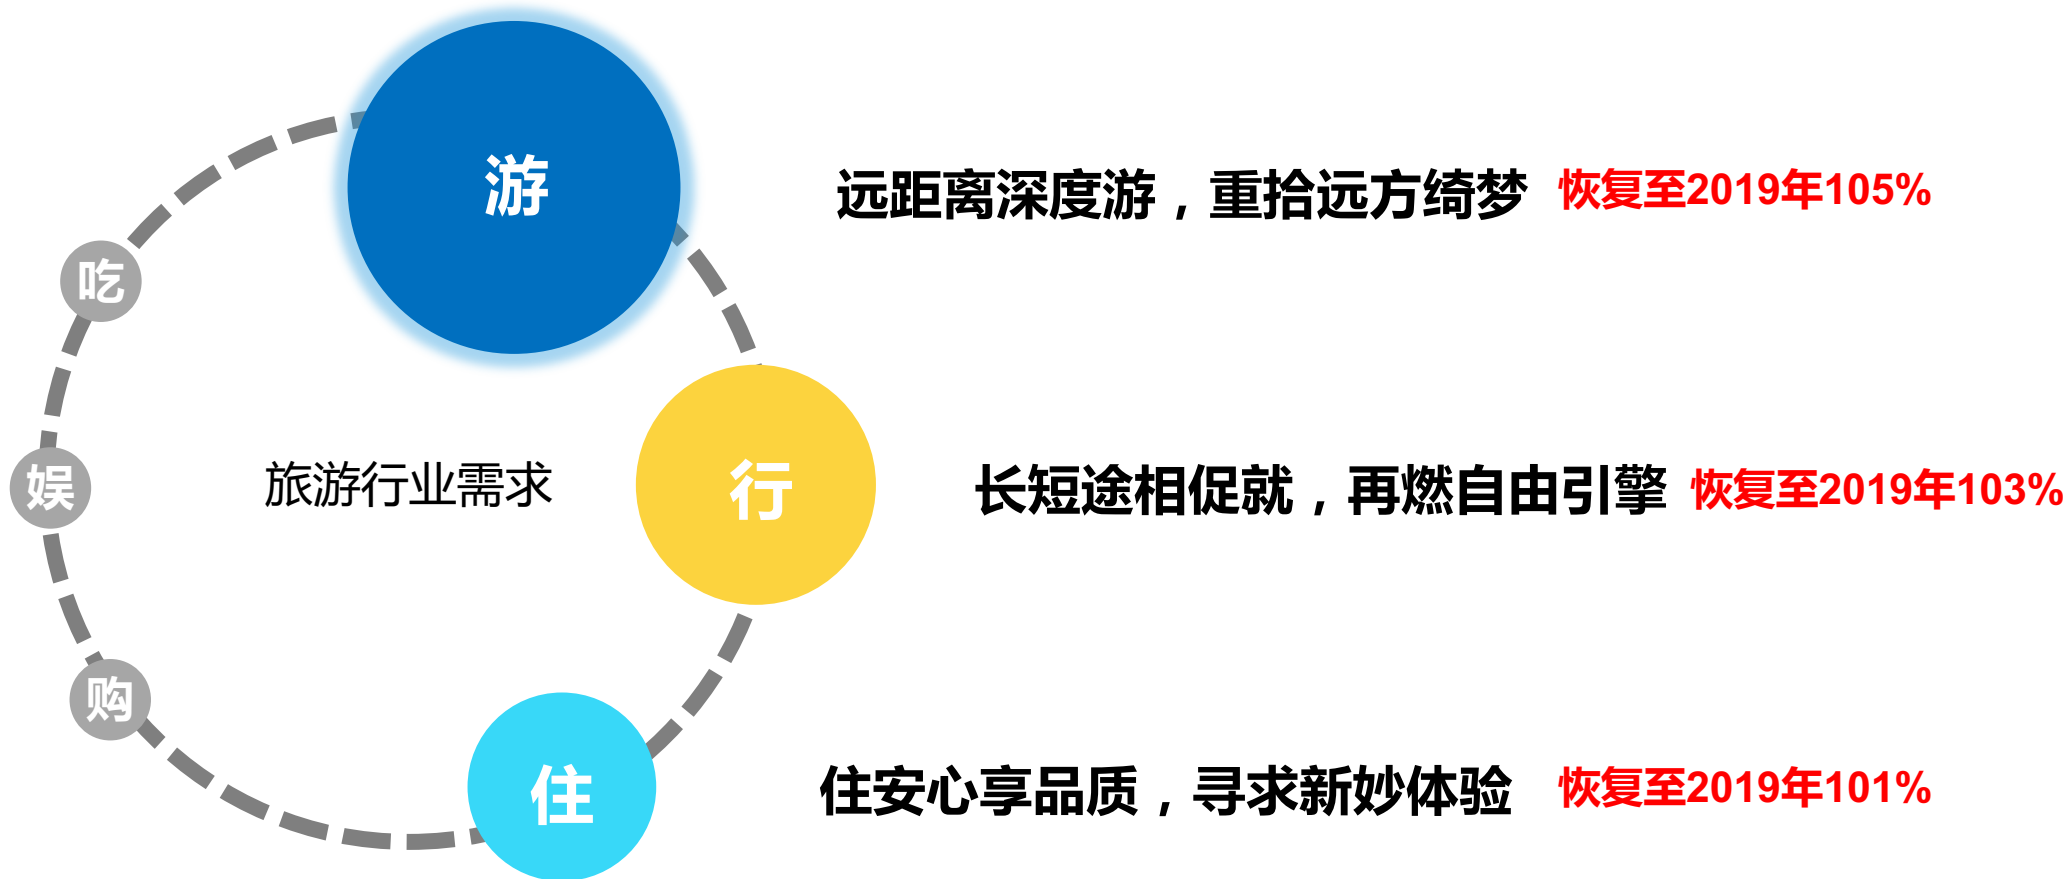 游
远距离深度游，重拾远方绮梦 恢复至2019年105%
吃
旅游行业需求
行
长短途相促就，再燃自由引擎 恢复至2019年103%
娱
购
住
住安心享品质，寻求新妙体验 恢复至2019年101%